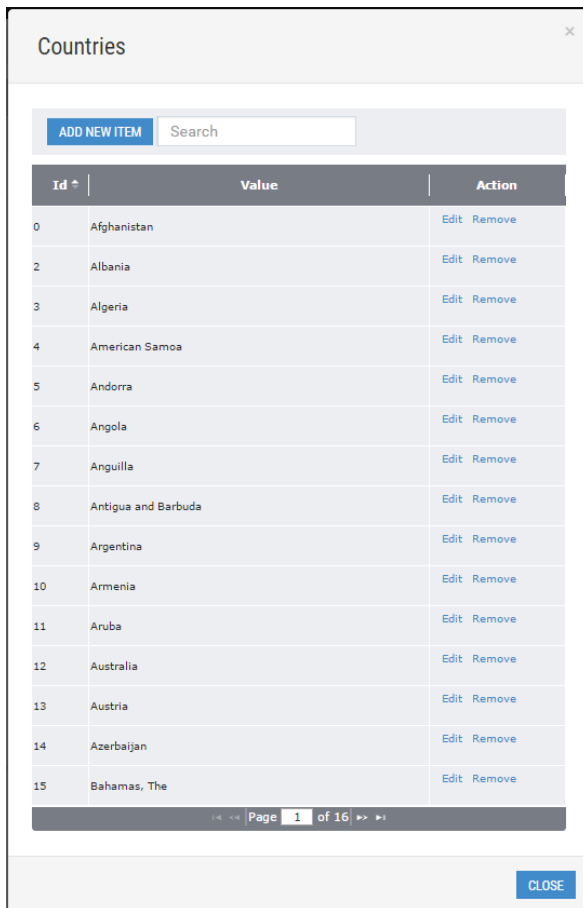 Countries ×
ADD NEW ITEM Search
Id Value Action
0 Afghanistan Edit Remove
2 Albania Edit Remove
3 Algeria Edit Remove
4 American Samoa Edit Remove
5 Andorra Edit Remove
6 Angola Edit Remove
7 Anguilla Edit Remove
8 Antigua and Barbuda Edit Remove
9 Argentina Edit Remove
10 Armenia Edit Remove
11 Aruba Edit Remove
12 Australia Edit Remove
13 Austria Edit Remove
14 Azerbaijan Edit Remove
15 Bahamas, The Edit Remove
Page 1 of 16
CLOSE